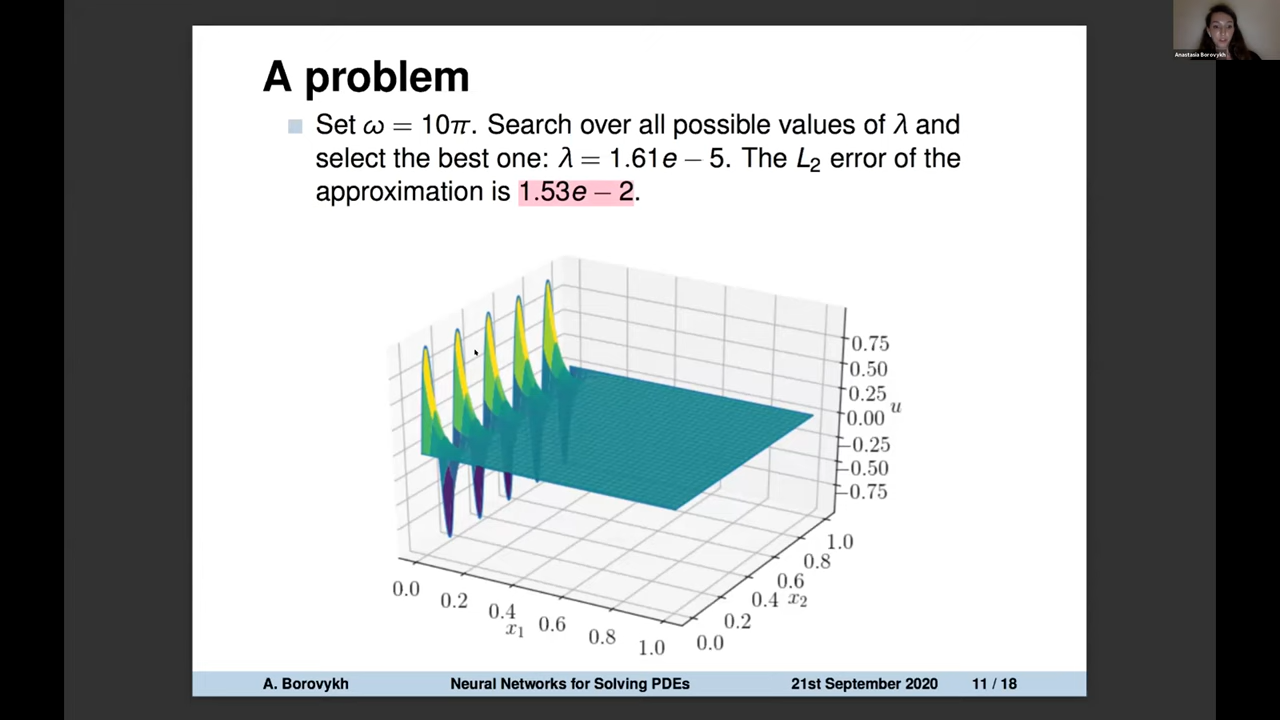 Anastasia Borovykh
A problem
Set ω = 10π. Search over all possible values of λ and
select the best one: λ = 1.61e − 5. The L₂ error of the
approximation is 1.53e − 2.
0.75
0.50
0.25
0.00 u
−0.25
−0.50
−0.75
0.0 0.2 0.4 0.6 0.8 1.0
x₁
0.0 0.2 0.4 0.6 0.8 1.0
x₂
A. Borovykh Neural Networks for Solving PDEs 21st September 2020 11 / 18